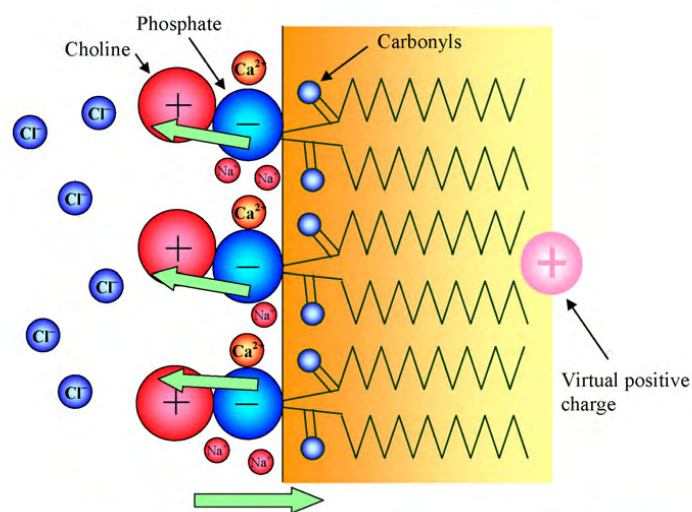 Phosphate
Choline
Carbonyls
Ca²⁺
+
Cl⁻
−
Cl⁻
Na⁺
Na⁺
Cl⁻
Ca²⁺
+
−
+
Cl⁻
Na⁺
Cl⁻
Ca²⁺
Virtual positive
charge
Cl⁻
+
−
Na⁺
Na⁺